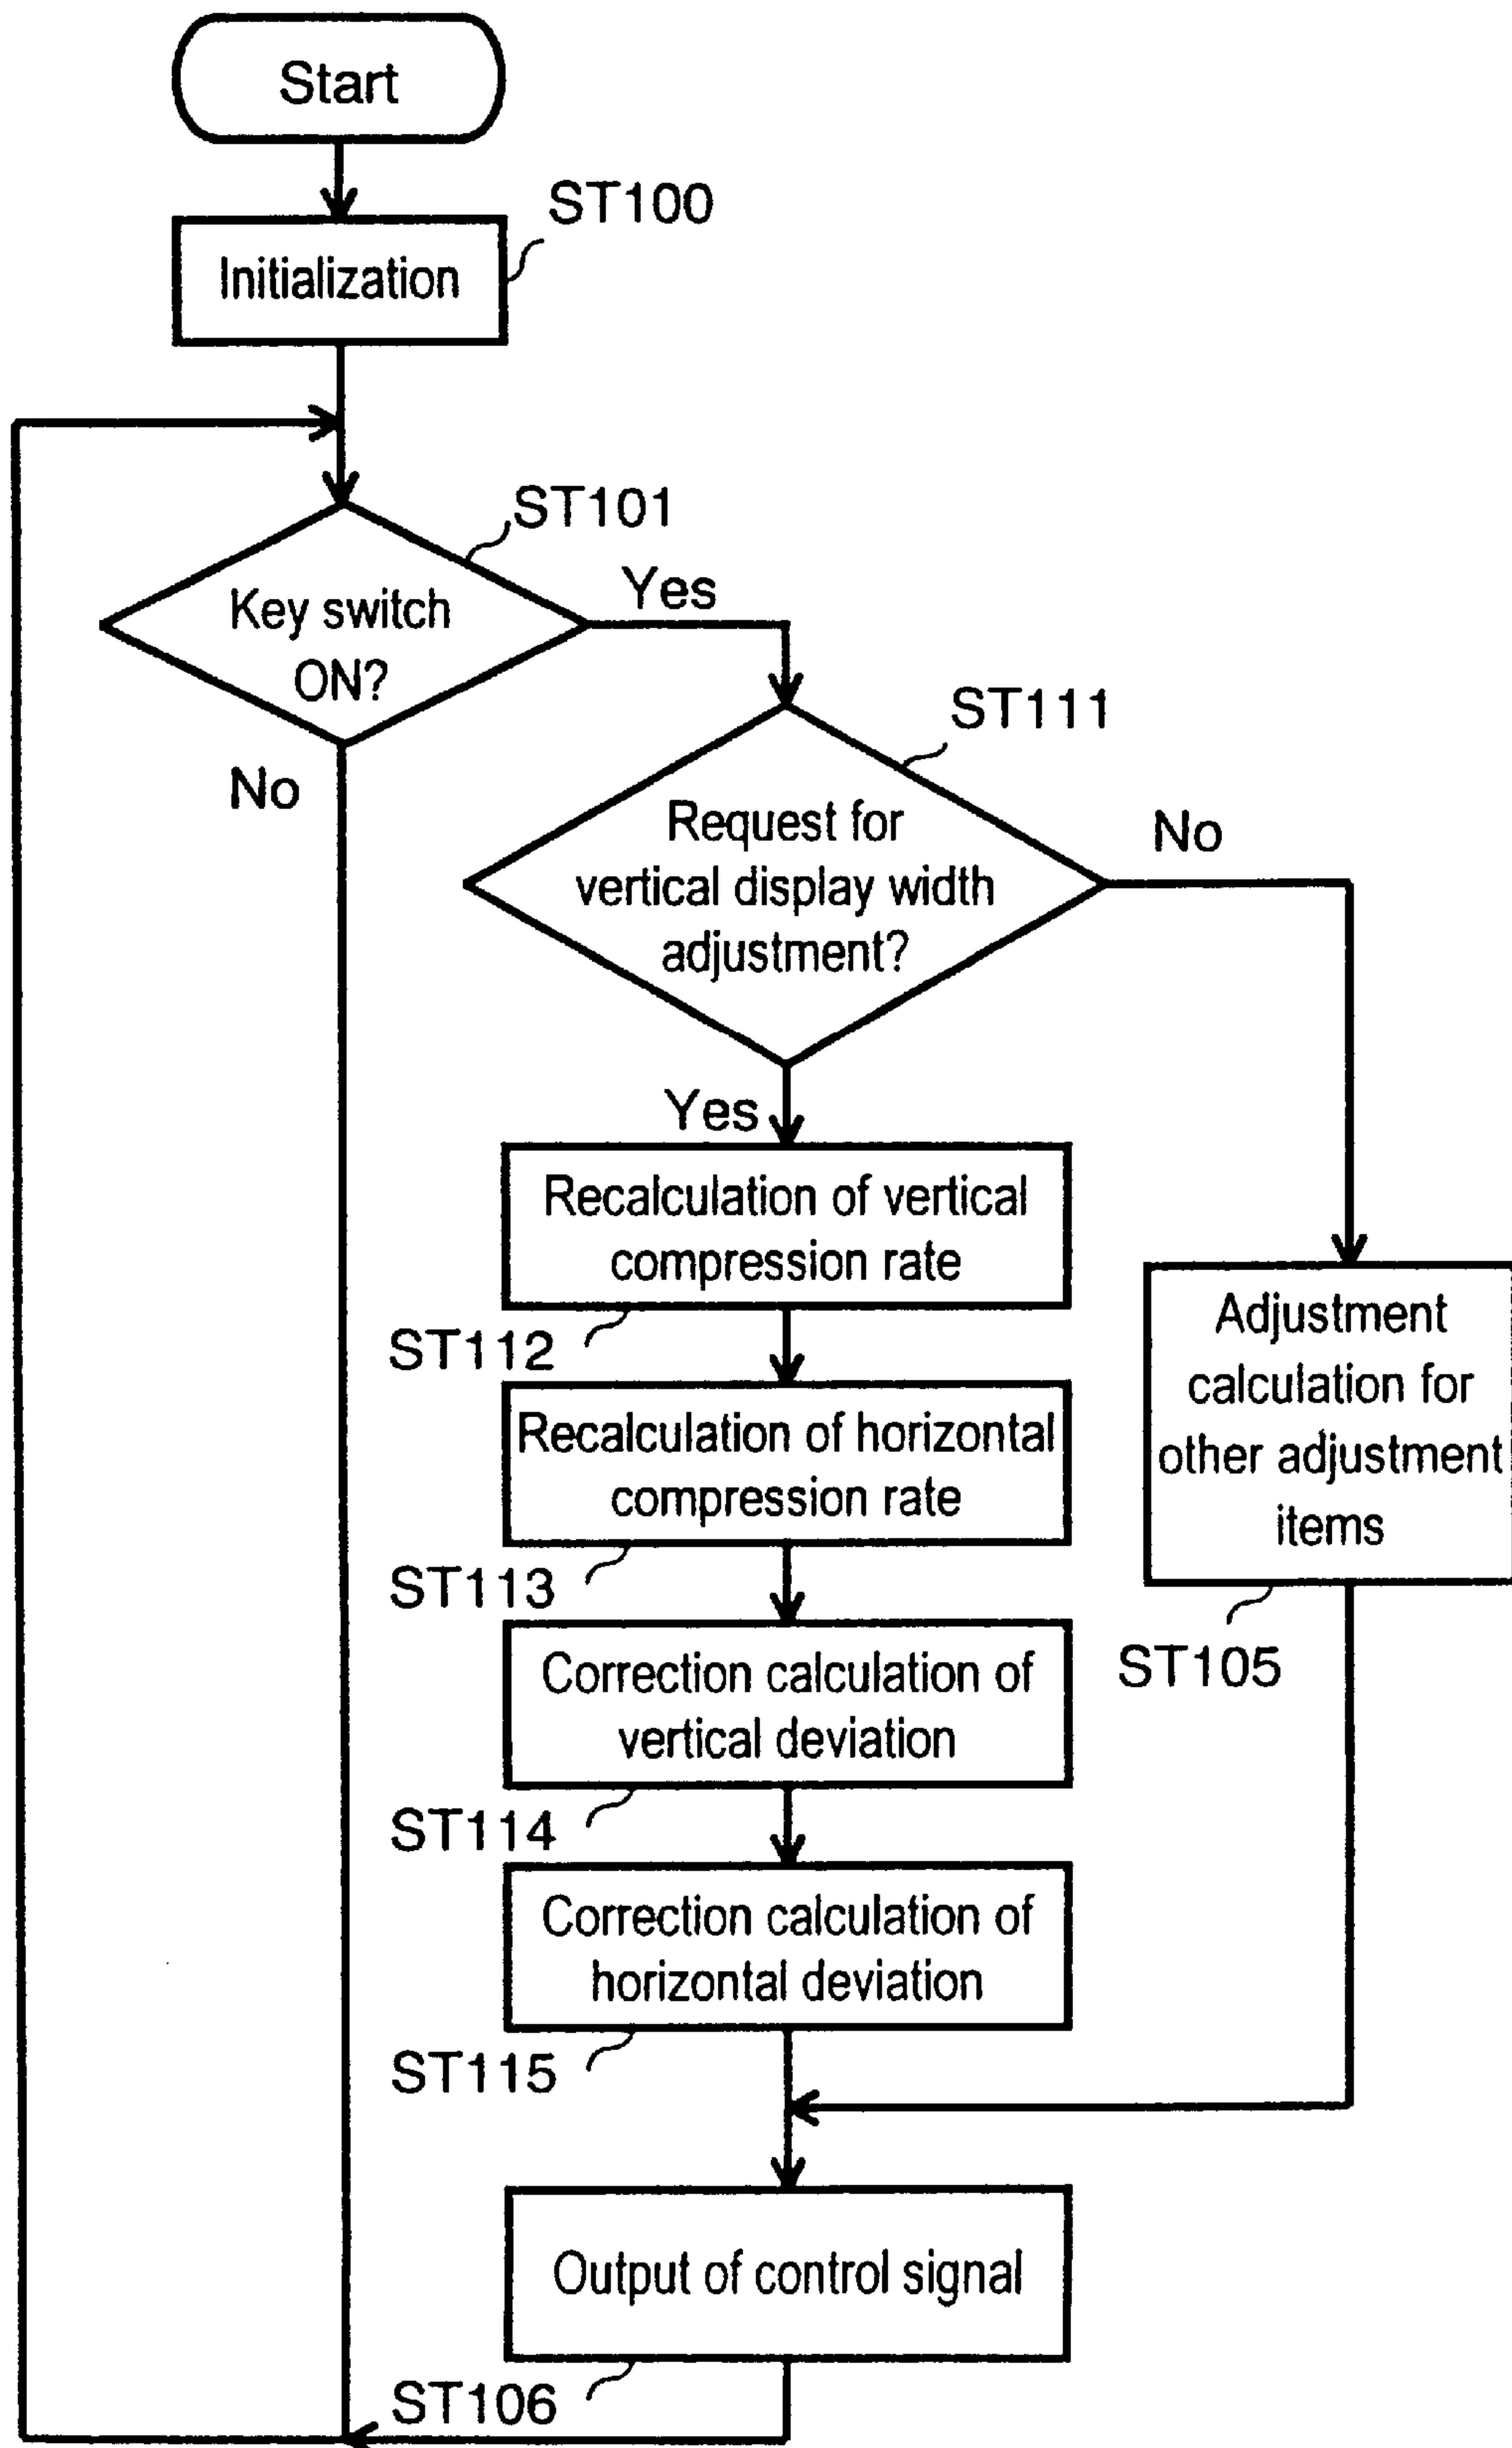 Start
ST100
Initialization
ST101
Key switch
ON?
Yes
No
ST111
Request for
vertical display width
adjustment?
No
Yes
Recalculation of vertical
compression rate
ST112
Recalculation of horizontal
compression rate
ST113
Adjustment
calculation for
other adjustment
items
ST105
Correction calculation of
vertical deviation
ST114
Correction calculation of
horizontal deviation
ST115
Output of control signal
ST106